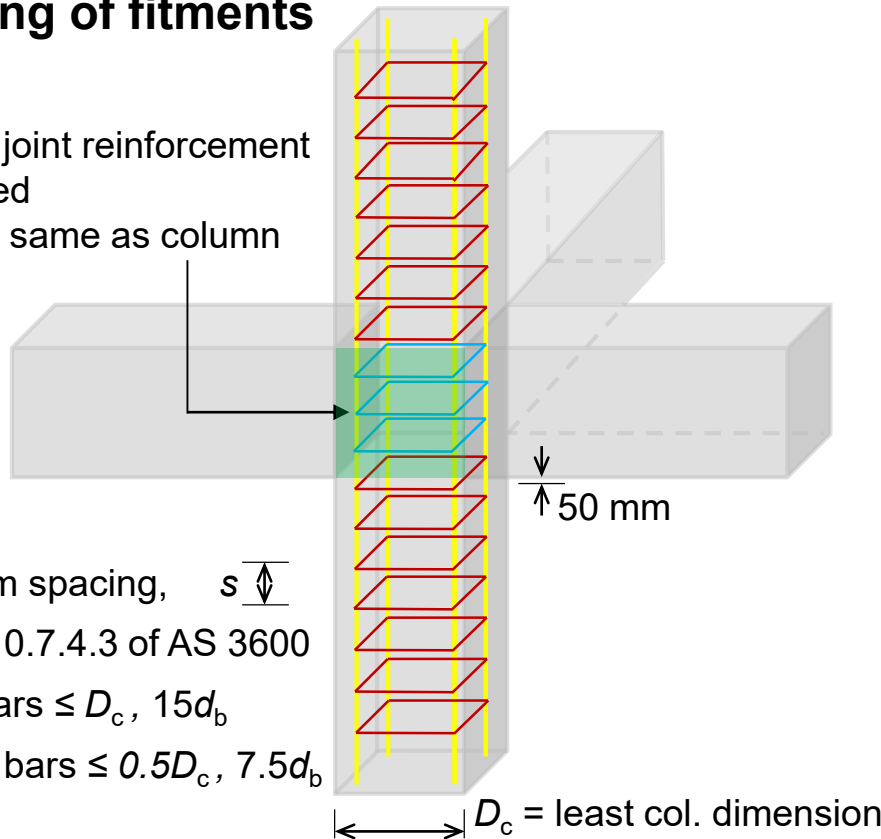 ng of fitments
joint reinforcement
ed
same as column
50 mm
m spacing, s
0.7.4.3 of AS 3600
ars ≤ Dc , 15db
bars ≤ 0.5Dc , 7.5db
Dc = least col. dimension